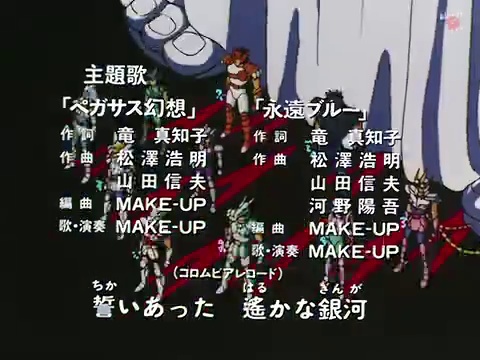 主題歌
「ペガサス幻想」
作詞 竜 真知子
作曲 松澤浩明
山田信夫
編曲 MAKE-UP
歌・演奏 MAKE-UP
「永遠ブルー」
作詞 竜 真知子
作曲 松澤浩明
山田信夫
河野陽吾
編曲 MAKE-UP
歌・演奏 MAKE-UP
(コロムビアレコード)
ちか はる ぎんが
誓いあった 遙かな銀河